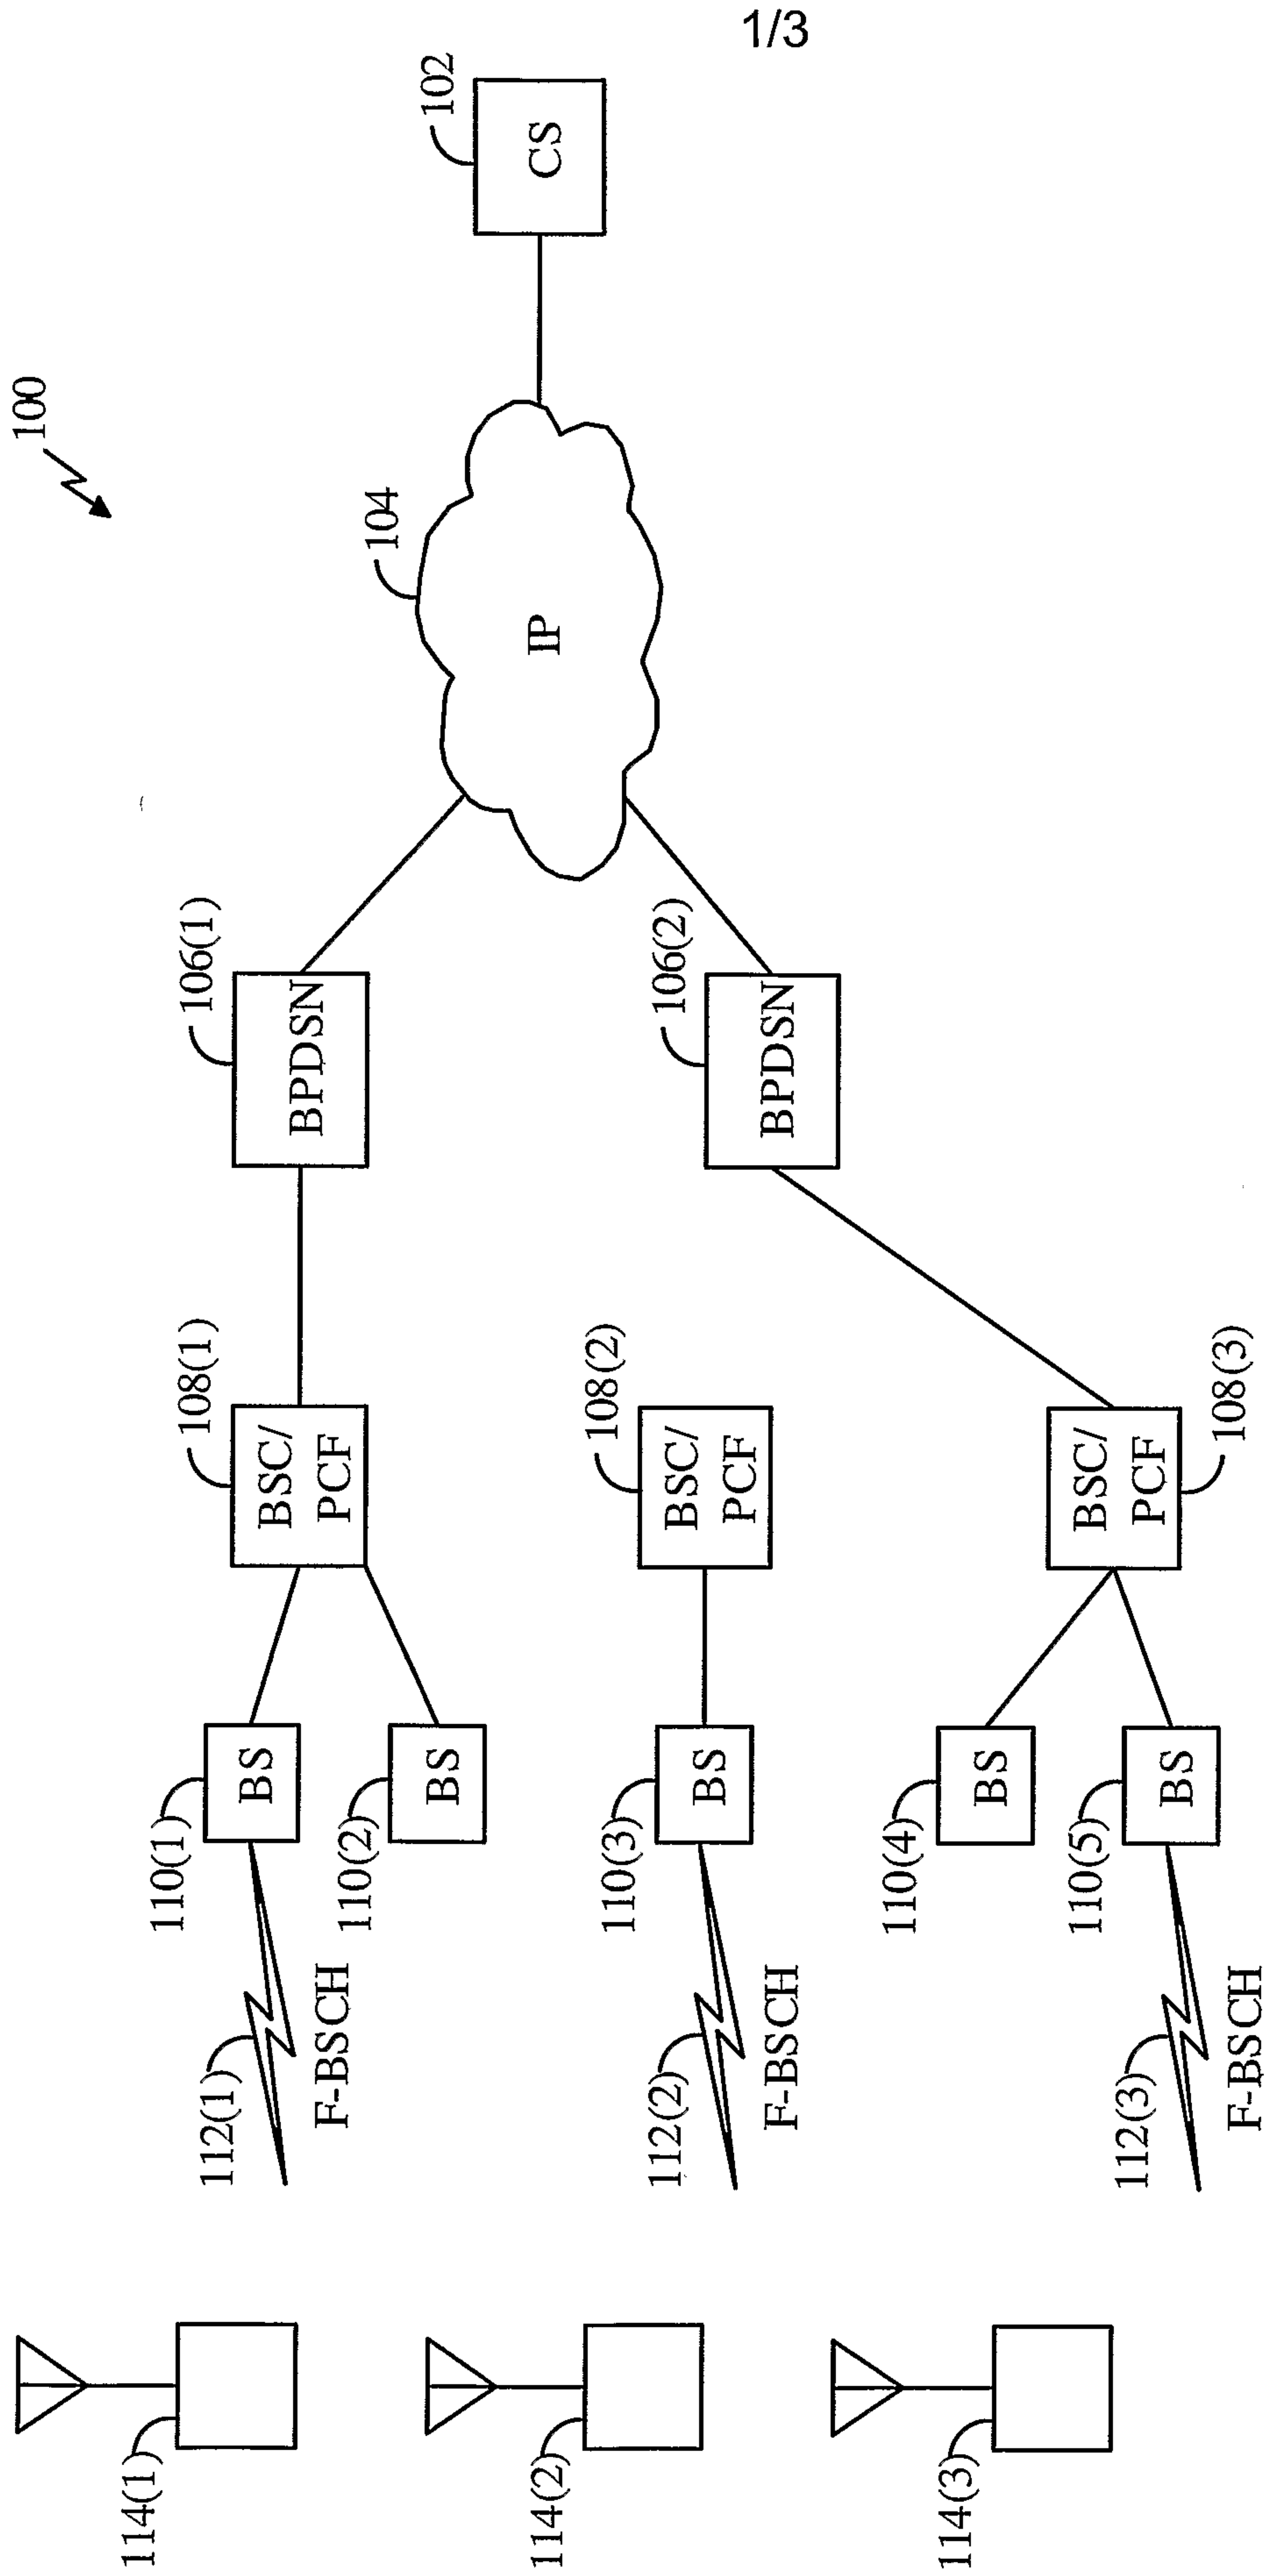 1/3
100
102
CS
104
IP
106(1)
BPDSN
106(2)
BPDSN
108(1)
BSC/
PCF
108(2)
BSC/
PCF
108(3)
BSC/
PCF
110(1)
BS
110(2)
BS
110(3)
BS
110(4)
BS
110(5)
BS
112(1)
F-BSCH
112(2)
F-BSCH
112(3)
F-BSCH
114(1)
114(2)
114(3)